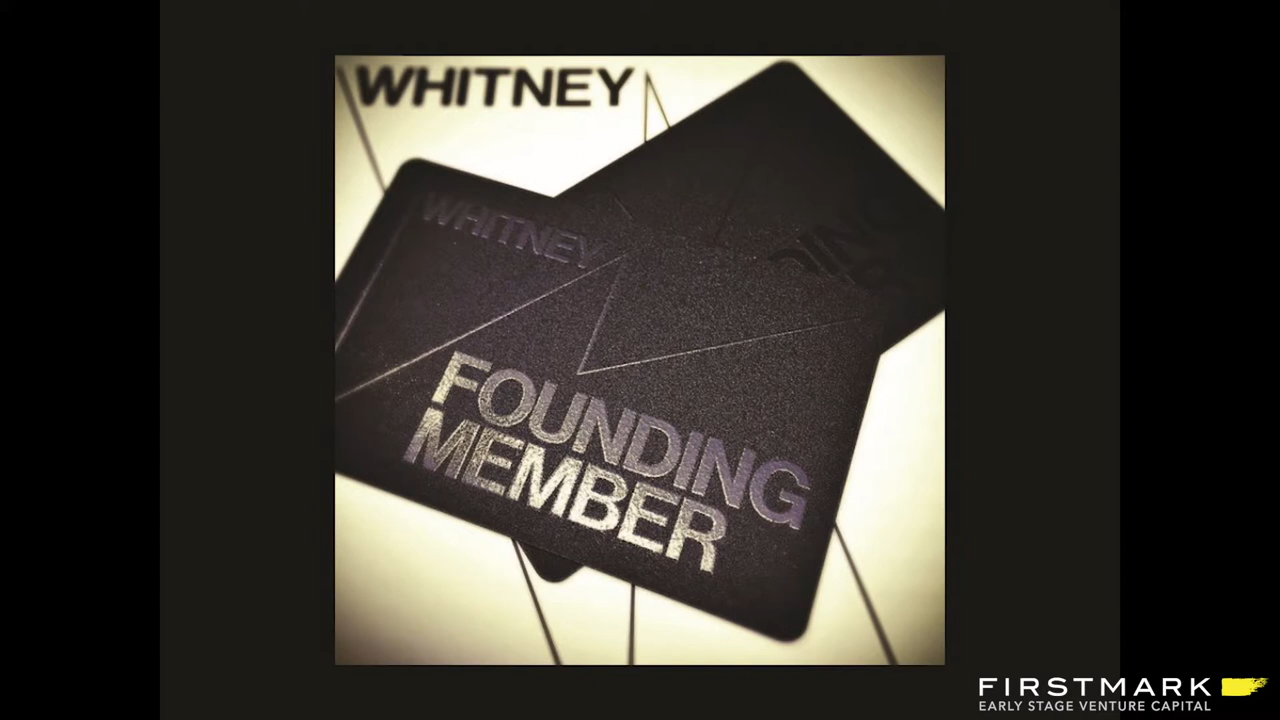 WHITNEY
WHITNEY
FOUNDING
MEMBER
FIRSTMARK
EARLY STAGE VENTURE CAPITAL